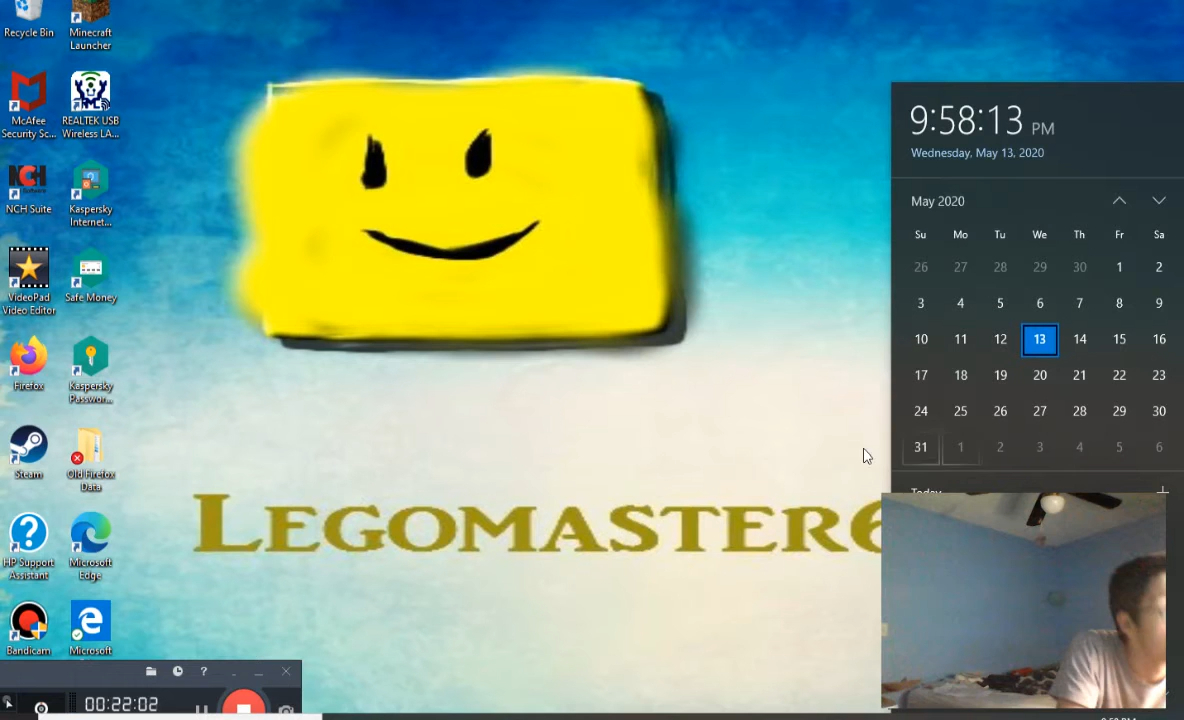 Recycle Bin
Minecraft
Launcher
McAfee
Security Sc...
REALTEK USB
Wireless LA...
NCH
NCH Suite
Kaspersky
Internet...
VideoPad
Video Editor
Safe Money
Firefox
Kaspersky
Passwor...
Steam
Old Firefox
Data
HP Support
Assistant
Microsoft
Edge
Bandicam
Microsoft
00:22:02
LEGOMASTER6
9:58:13 PM
Wednesday, May 13, 2020
May 2020
Su Mo Tu We Th Fr Sa
26 27 28 29 30 1 2
3 4 5 6 7 8 9
10 11 12 13 14 15 16
17 18 19 20 21 22 23
24 25 26 27 28 29 30
31 1 2 3 4 5 6
Today